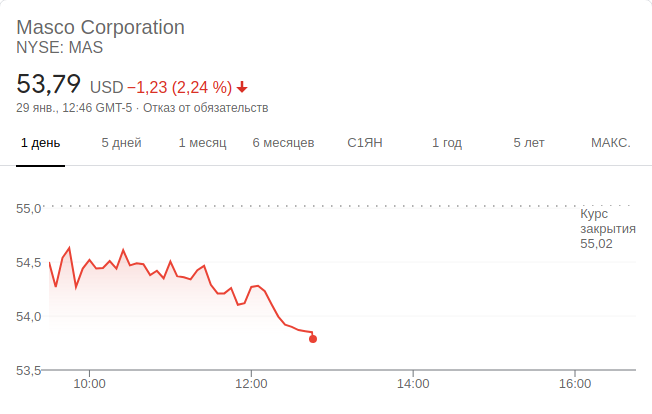 Masco Corporation
NYSE: MAS
53,79 USD −1,23 (2,24 %)
29 янв., 12:46 GMT-5 · Отказ от обязательств
1 день 5 дней 1 месяц 6 месяцев С1ЯН 1 год 5 лет МАКС.
55,0
Курс
закрытия
55,02
54,5
54,0
53,5
10:00 12:00 14:00 16:00